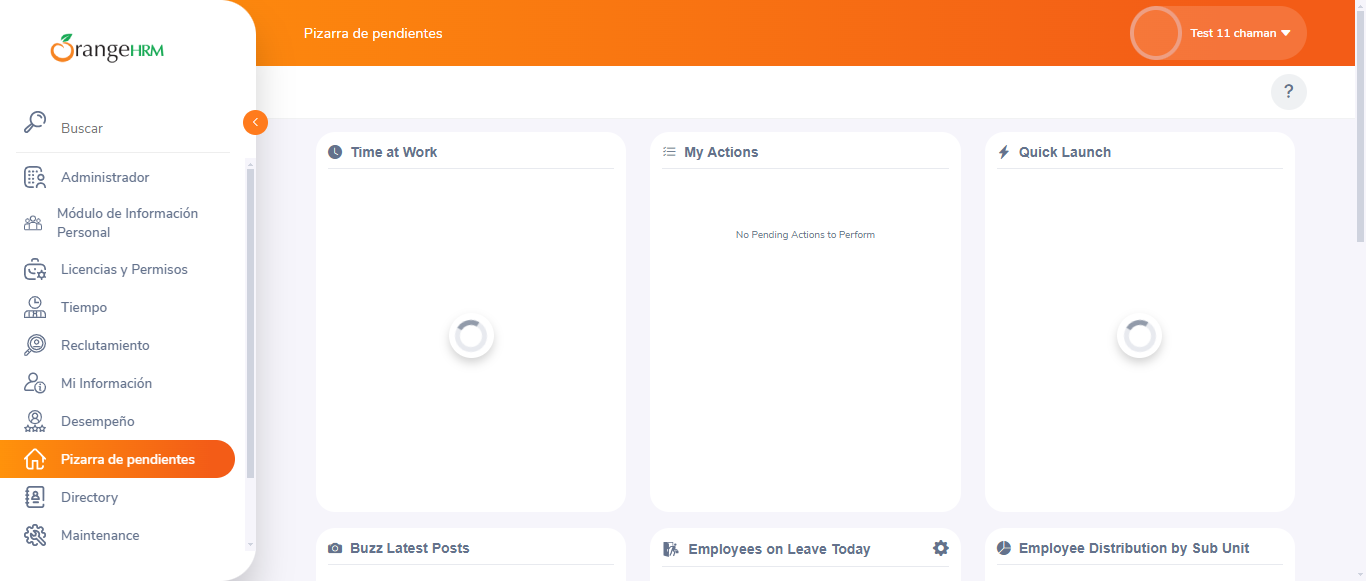 OrangeHRM
Pizarra de pendientes
Test 11 chaman
?
Buscar
Administrador
Módulo de Información
Personal
Licencias y Permisos
Tiempo
Reclutamiento
Mi Información
Desempeño
Pizarra de pendientes
Directory
Maintenance
Time at Work
My Actions
No Pending Actions to Perform
Quick Launch
Buzz Latest Posts
Employees on Leave Today
Employee Distribution by Sub Unit